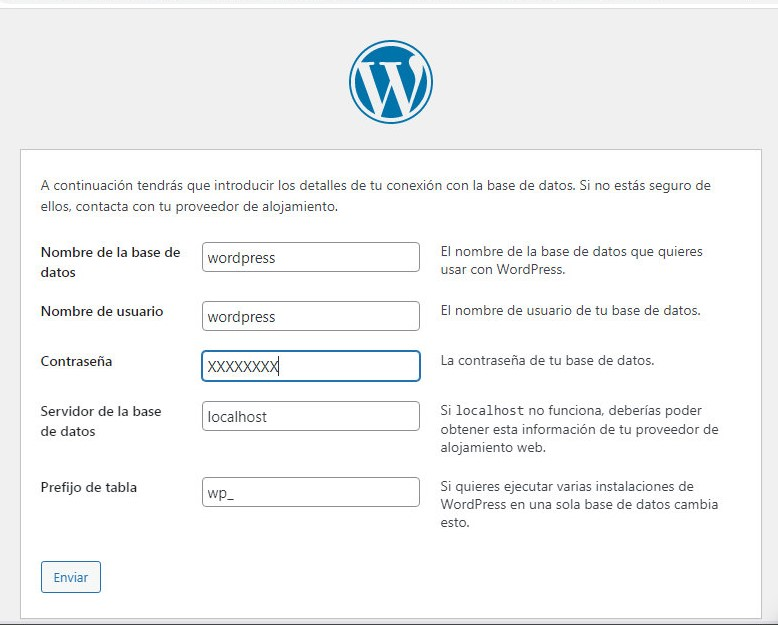 A continuación tendrás que introducir los detalles de tu conexión con la base de datos. Si no estás seguro de
ellos, contacta con tu proveedor de alojamiento.
Nombre de la base de
datos
wordpress
El nombre de la base de datos que quieres
usar con WordPress.
Nombre de usuario
wordpress
El nombre de usuario de tu base de datos.
Contraseña
XXXXXXXX
La contraseña de tu base de datos.
Servidor de la base
de datos
localhost
Si localhost no funciona, deberías poder
obtener esta información de tu proveedor de
alojamiento web.
Prefijo de tabla
wp_
Si quieres ejecutar varias instalaciones de
WordPress en una sola base de datos cambia
esto.
Enviar